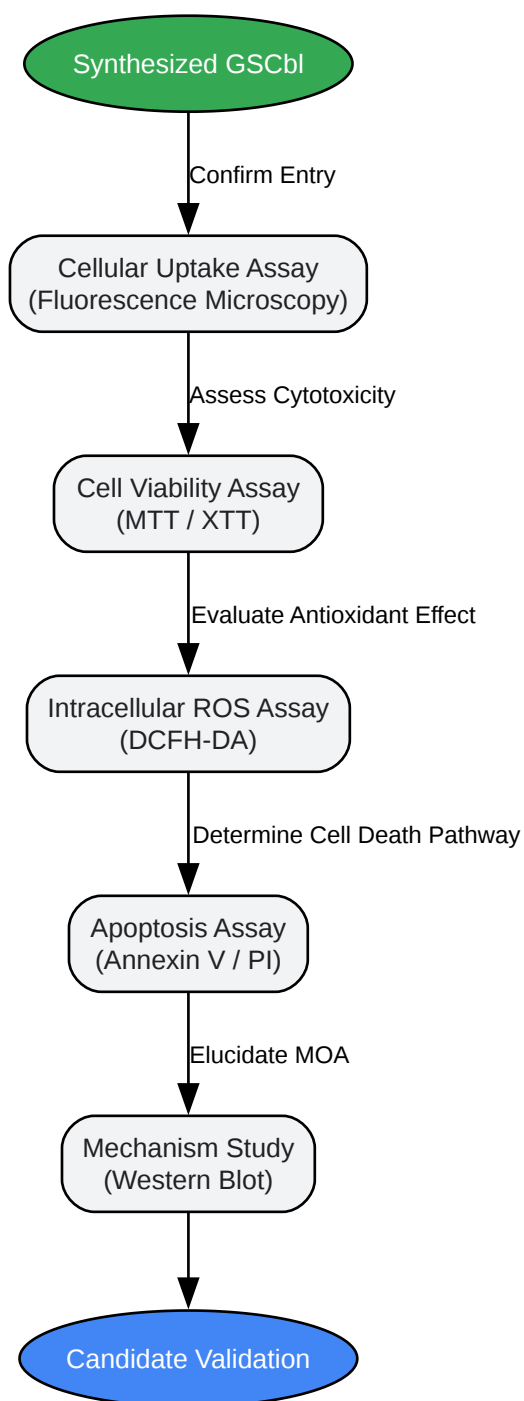 Synthesized GSCbl
Confirm Entry
Cellular Uptake Assay
(Fluorescence Microscopy)
Assess Cytotoxicity
Cell Viability Assay
(MTT / XTT)
Evaluate Antioxidant Effect
Intracellular ROS Assay
(DCFH-DA)
Determine Cell Death Pathway
Apoptosis Assay
(Annexin V / PI)
Elucidate MOA
Mechanism Study
(Western Blot)
Candidate Validation